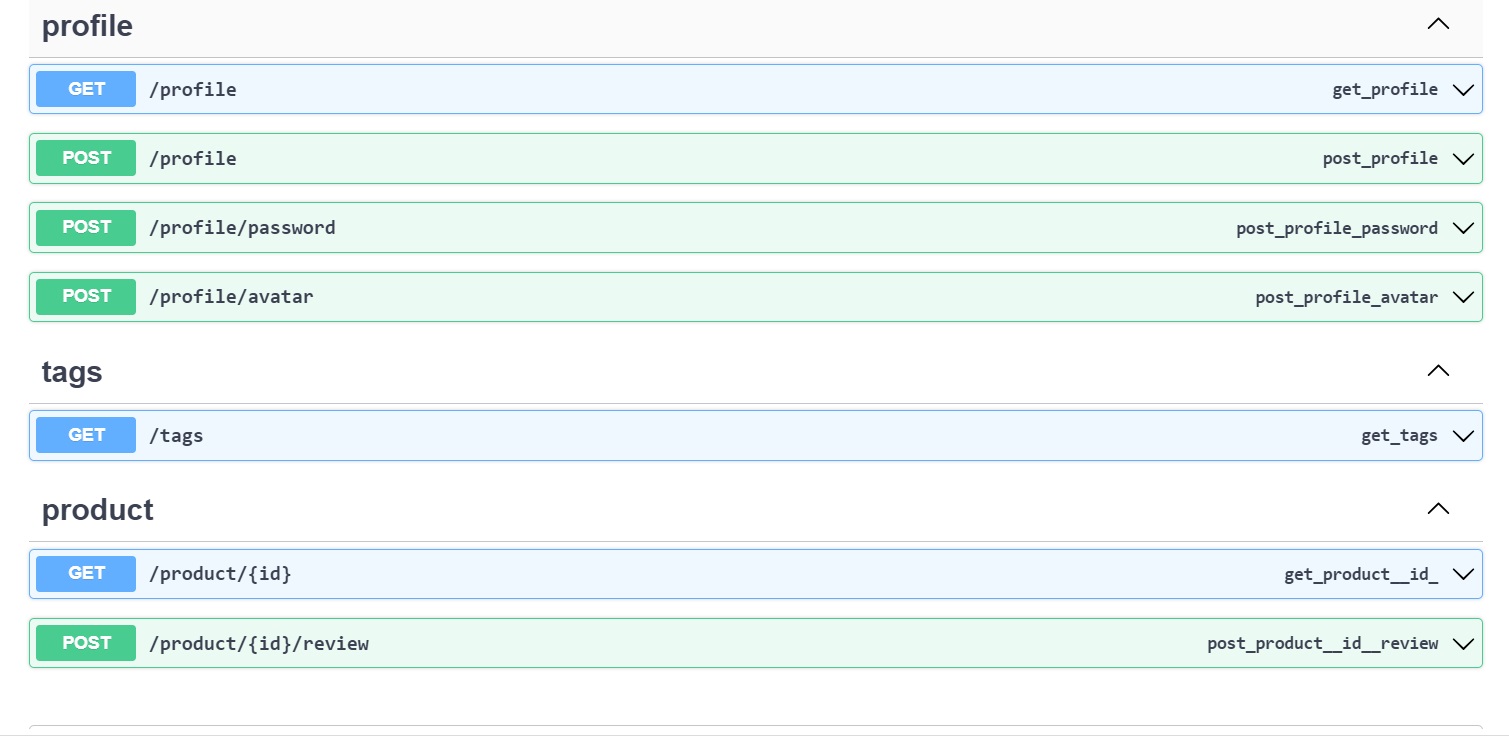 profile
GET /profile get_profile
POST /profile post_profile
POST /profile/password post_profile_password
POST /profile/avatar post_profile_avatar
tags
GET /tags get_tags
product
GET /product/{id} get_product__id_
POST /product/{id}/review post_product__id__review